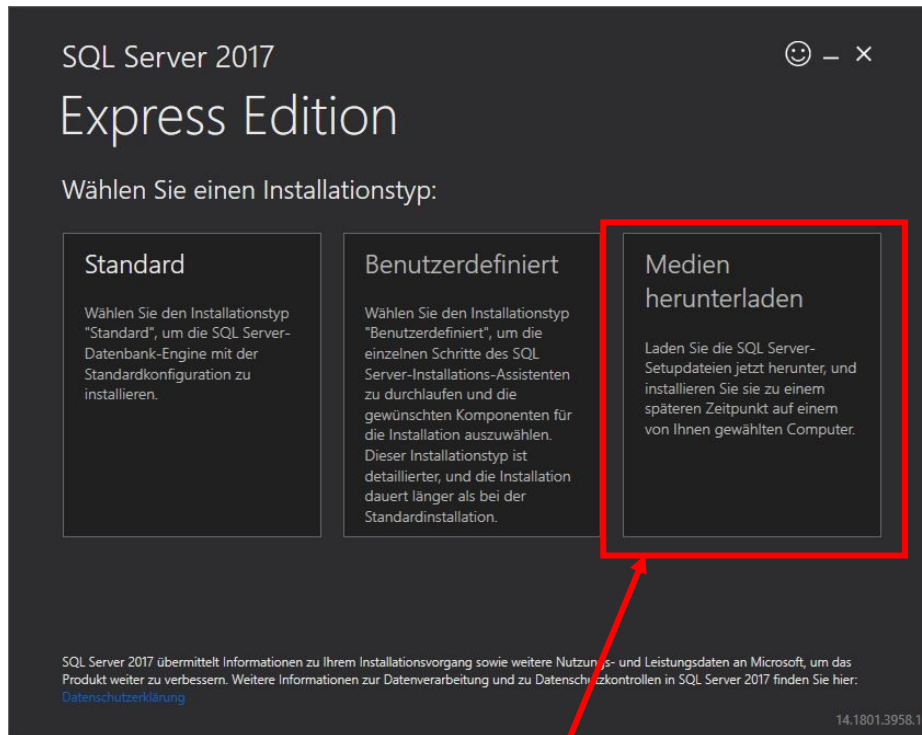 SQL Server 2017
Express Edition
Wählen Sie einen Installationstyp:
Standard
Wählen Sie den Installationstyp
"Standard", um die SQL Server-
Datenbank-Engine mit der
Standardkonfiguration zu
installieren.
Benutzerdefiniert
Wählen Sie den Installationstyp
"Benutzerdefiniert", um die
einzelnen Schritte des SQL
Server-Installations-Assistenten
zu durchlaufen und die
gewünschten Komponenten für
die Installation auszuwählen.
Dieser Installationstyp ist
detaillierter, und die Installation
dauert länger als bei der
Standardinstallation.
Medien
herunterladen
Laden Sie die SQL Server-
Setupdateien jetzt herunter, und
installieren Sie sie zu einem
späteren Zeitpunkt auf einem
von Ihnen gewählten Computer.
SQL Server 2017 übermittelt Informationen zu Ihrem Installationsvorgang sowie weitere Nutzungs- und Leistungsdaten an Microsoft, um das
Produkt weiter zu verbessern. Weitere Informationen zur Datenverarbeitung und zu Datenschutzkontrollen in SQL Server 2017 finden Sie hier:
Datenschutzerklärung
14.1801.3958.1